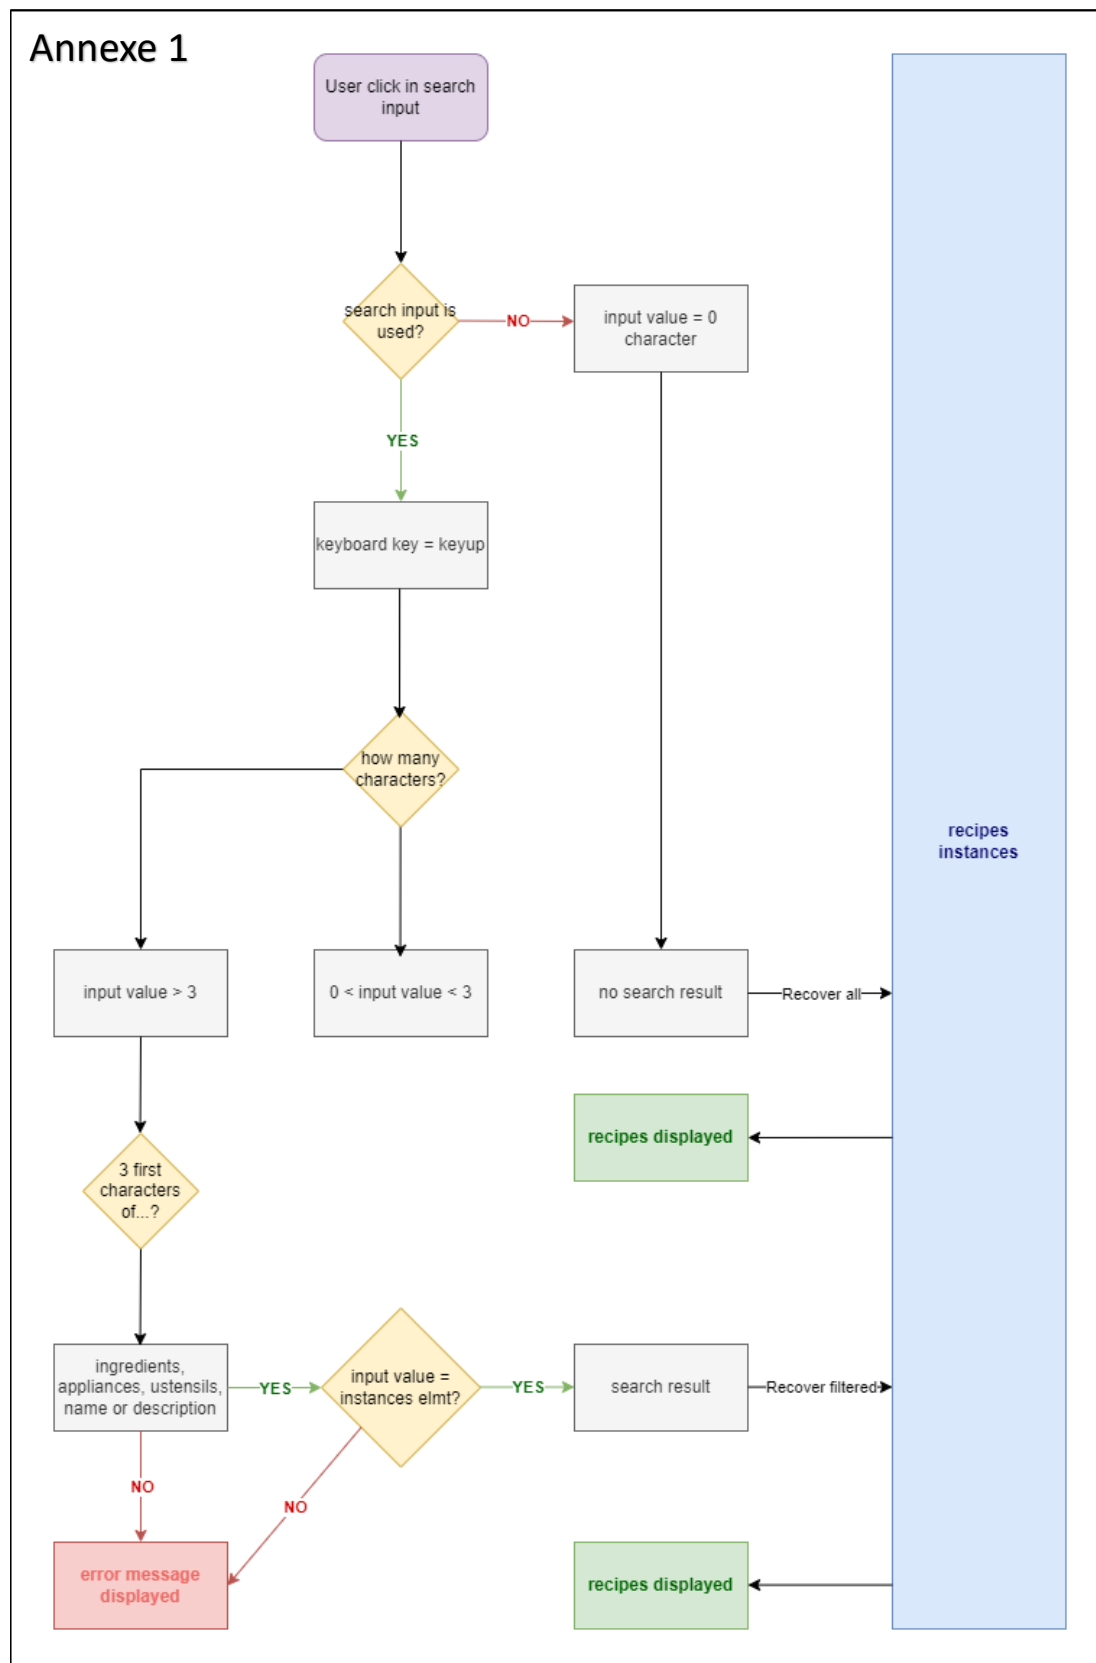 Annexe 1
User click in search
input
search input is
used?
NO
input value = 0
character
YES
keyboard key = keyup
how many
characters?
recipes
instances
input value > 3
0 < input value < 3
no search result
Recover all
recipes displayed
3 first
characters
of...?
ingredients,
appliances, ustensils,
name or description
YES
input value =
instances elmt?
YES
search result
Recover filtered
NO
NO
error message
displayed
recipes displayed